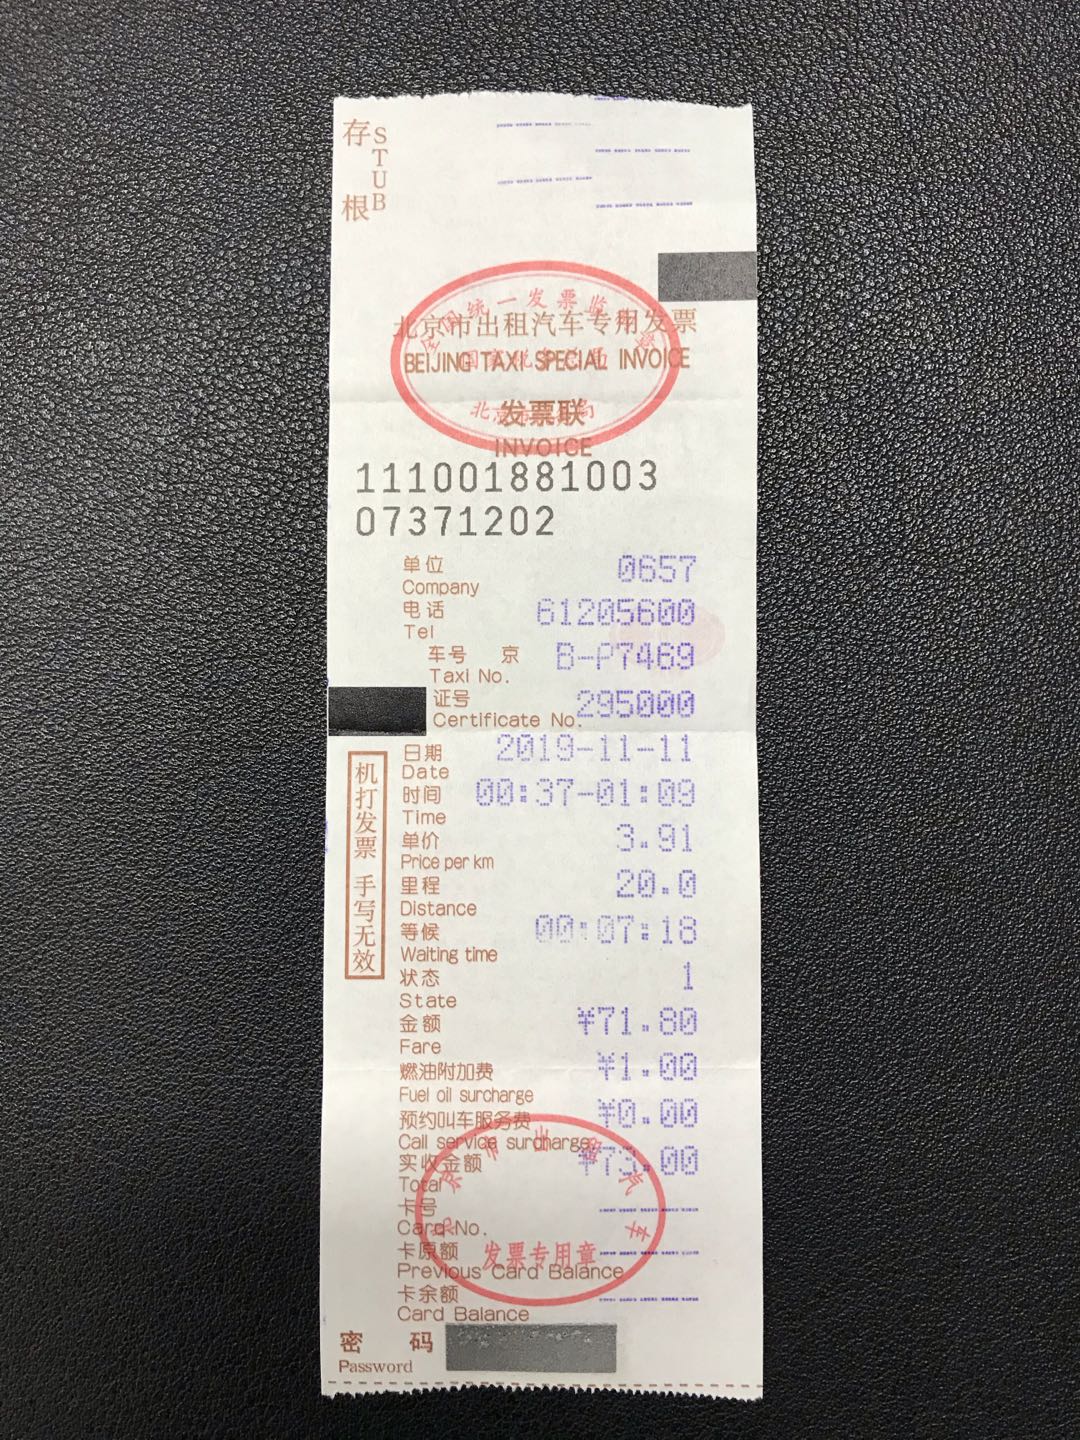 存根
STUB
全国统一发票监制章
北京市出租汽车专用发票
BEIJING TAXI SPECIAL INVOICE
发票联
INVOICE
111001881003
07371202
单位 0657
Company
电话 61205600
Tel
车号 京 B-P7469
Taxi No.
证号 295000
Certificate No.
日期 2019-11-11
Date
时间 00:37-01:09
Time
单价 3.91
Price per km
里程 20.0
Distance
等候 00:07:18
Waiting time
状态 1
State
金额 ¥71.80
Fare
燃油附加费 ¥1.00
Fuel oil surcharge
预约叫车服务费 ¥0.00
Call service surcharge
实收金额 ¥73.00
Total
卡号
Card No.
卡原额
Previous Card Balance
卡余额
Card Balance
发票专用章
机打发票 手写无效
密码
Password